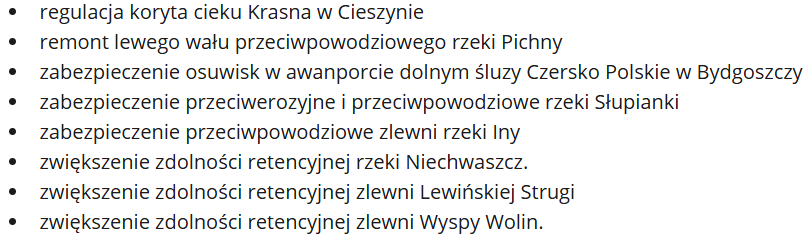 • regulacja koryta cieku Krasna w Cieszynie
• remont lewego wału przeciwpowodziowego rzeki Pichny
• zabezpieczenie osuwisk w awanporcie dolnym śluzy Czersko Polskie w Bydgoszczy
• zabezpieczenie przeciwerozyjne i przeciwpowodziowe rzeki Słupianki
• zabezpieczenie przeciwpowodziowe zlewni rzeki Iny
• zwiększenie zdolności retencyjnej rzeki Niechwaszcz.
• zwiększenie zdolności retencyjnej zlewni Lewińskiej Strugi
• zwiększenie zdolności retencyjnej zlewni Wyspy Wolin.